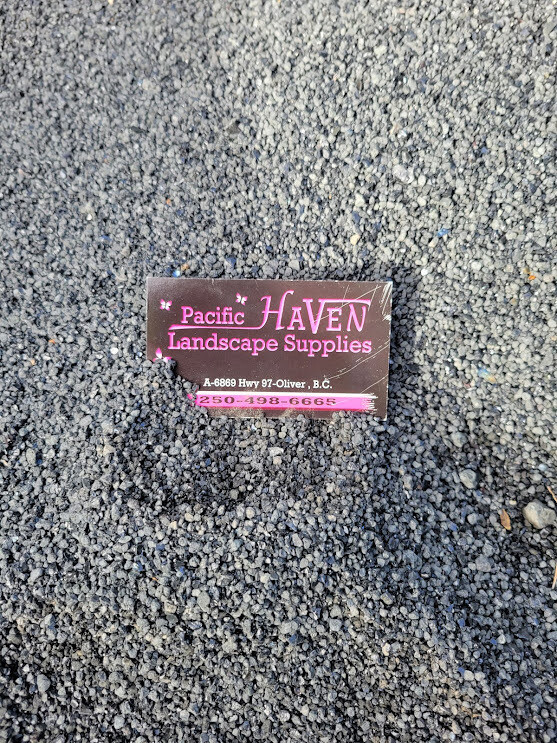 Pacific HAVEN
Landscape Supplies
A-6869 Hwy 97-Oliver , B.C.
250-498-6665